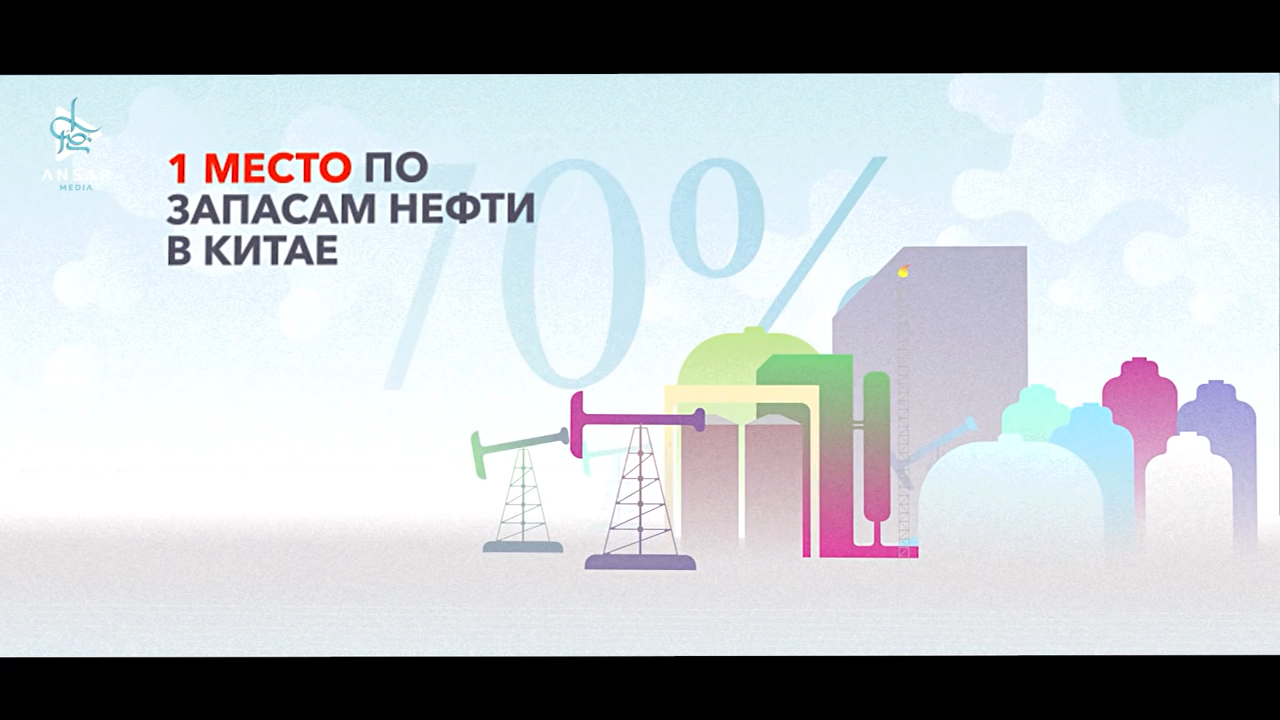 ANSAR
MEDIA
1 МЕСТО ПО
ЗАПАСАМ НЕФТИ
В КИТАЕ
70%